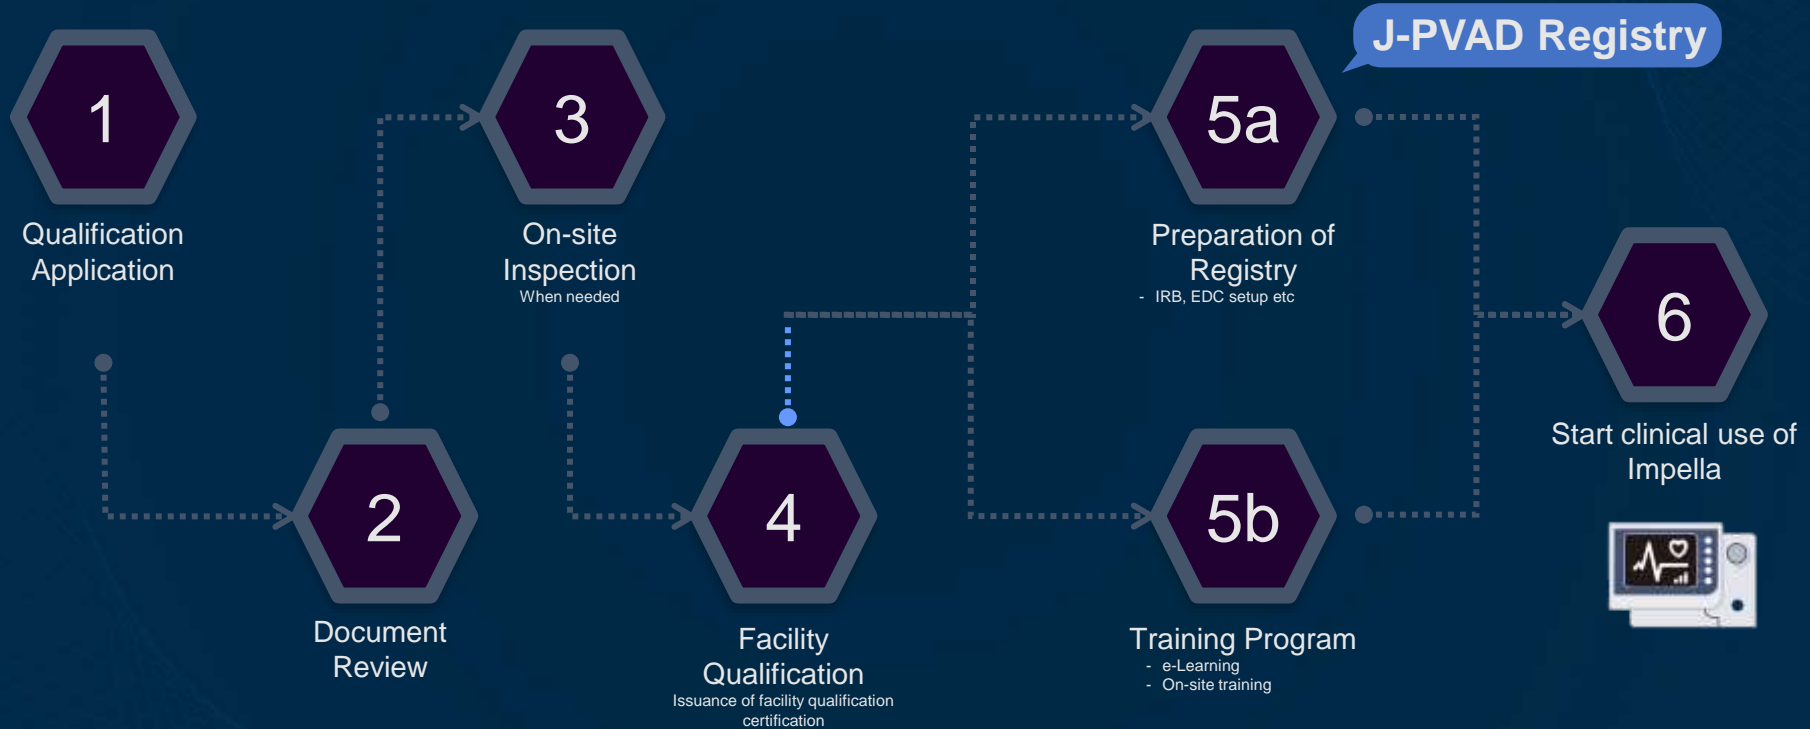 J-PVAD Registry
1
Qualification
Application
2
Document
Review
3
On-site
Inspection
When needed
4
Facility
Qualification
Issuance of facility qualification
certification
5a
Preparation of
Registry
- IRB, EDC setup etc
5b
Training Program
- e-Learning
- On-site training
6
Start clinical use of
Impella